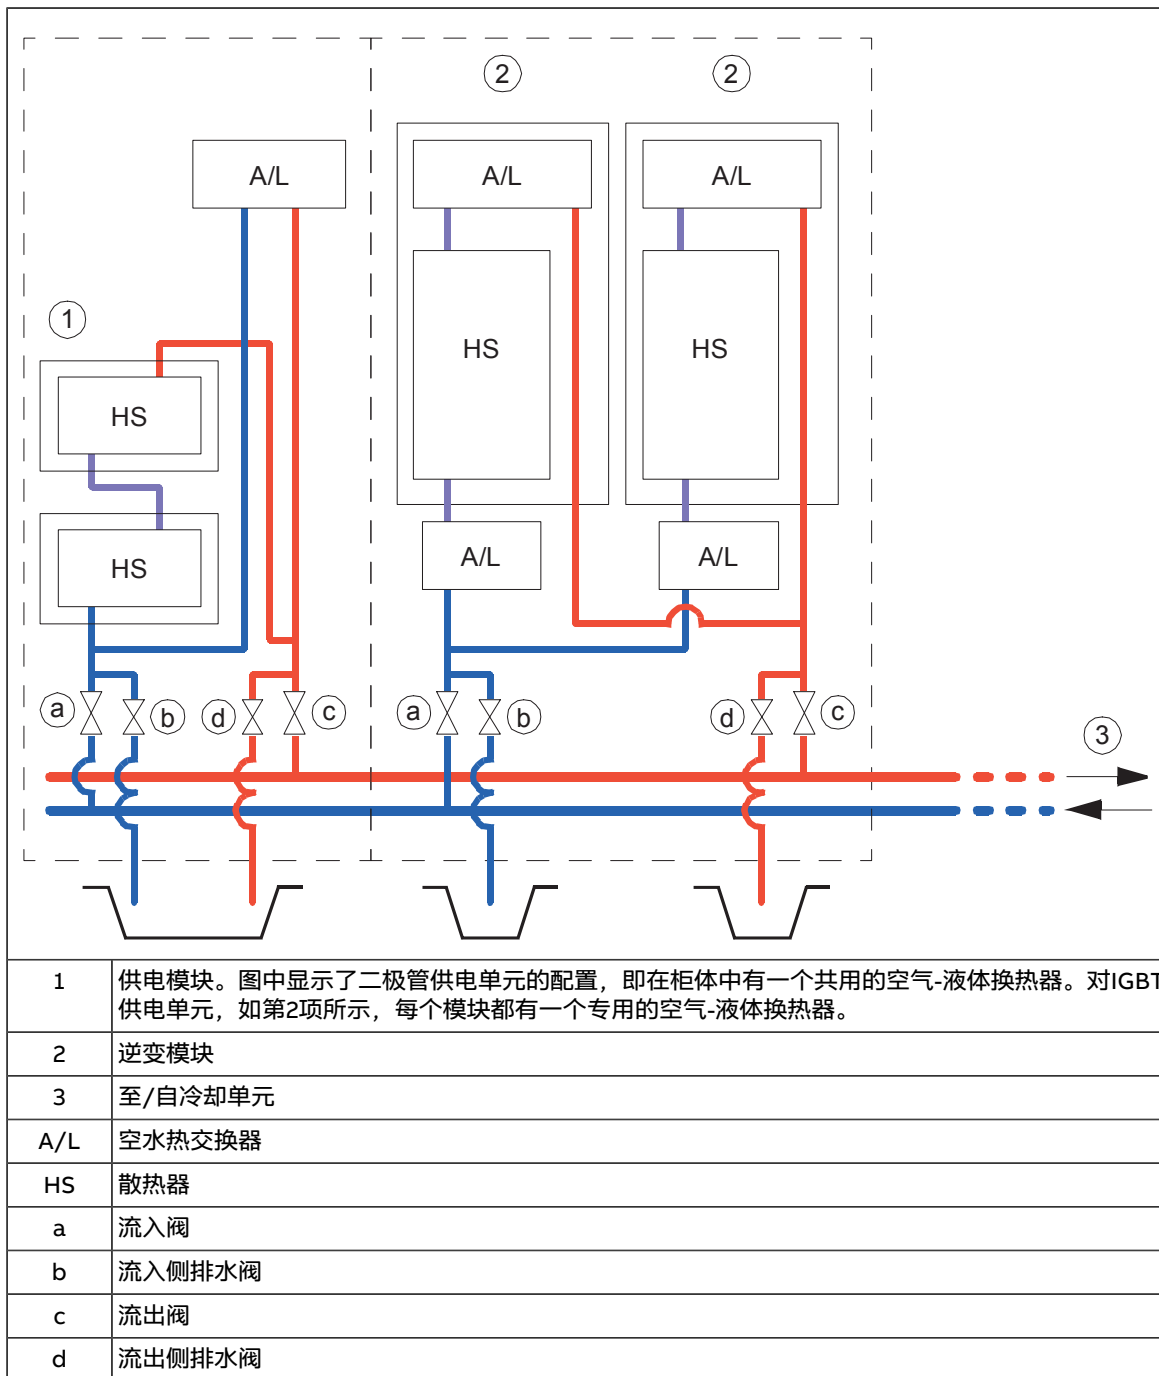 2
2
A/L
A/L
A/L
1
HS
HS
HS
HS
A/L
A/L
a
b
d
c
a
b
d
c
3
1 供电模块。图中显示了二极管供电单元的配置，即在柜体中有一个共用的空气-液体换热器。对IGBT
供电单元，如第2项所示，每个模块都有一个专用的空气-液体换热器。
2 逆变模块
3 至/自冷却单元
A/L 空水热交换器
HS 散热器
a 流入阀
b 流入侧排水阀
c 流出阀
d 流出侧排水阀